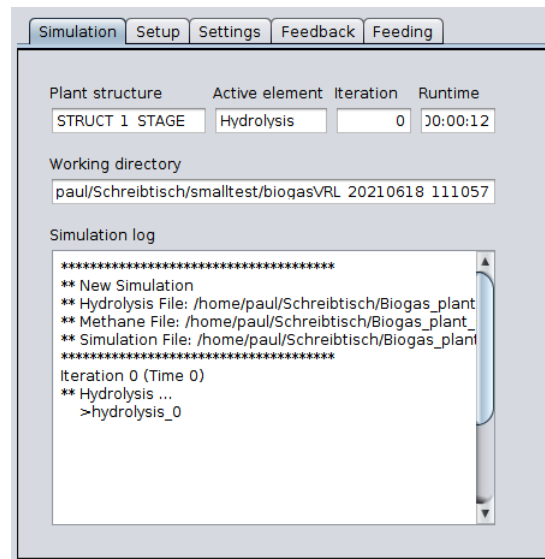 Simulation Setup Settings Feedback Feeding
Plant structure Active element Iteration Runtime
STRUCT 1 STAGE Hydrolysis 0 00:00:12
Working directory
paul/Schreibtisch/smalltest/biogasVRL 20210618 111057
Simulation log
**************************************
** New Simulation
** Hydrolysis File: /home/paul/Schreibtisch/Biogas_plant
** Methane File: /home/paul/Schreibtisch/Biogas_plant_
** Simulation File: /home/paul/Schreibtisch/Biogas_plant
**************************************
Iteration 0 (Time 0)
** Hydrolysis ...
>hydrolysis_0